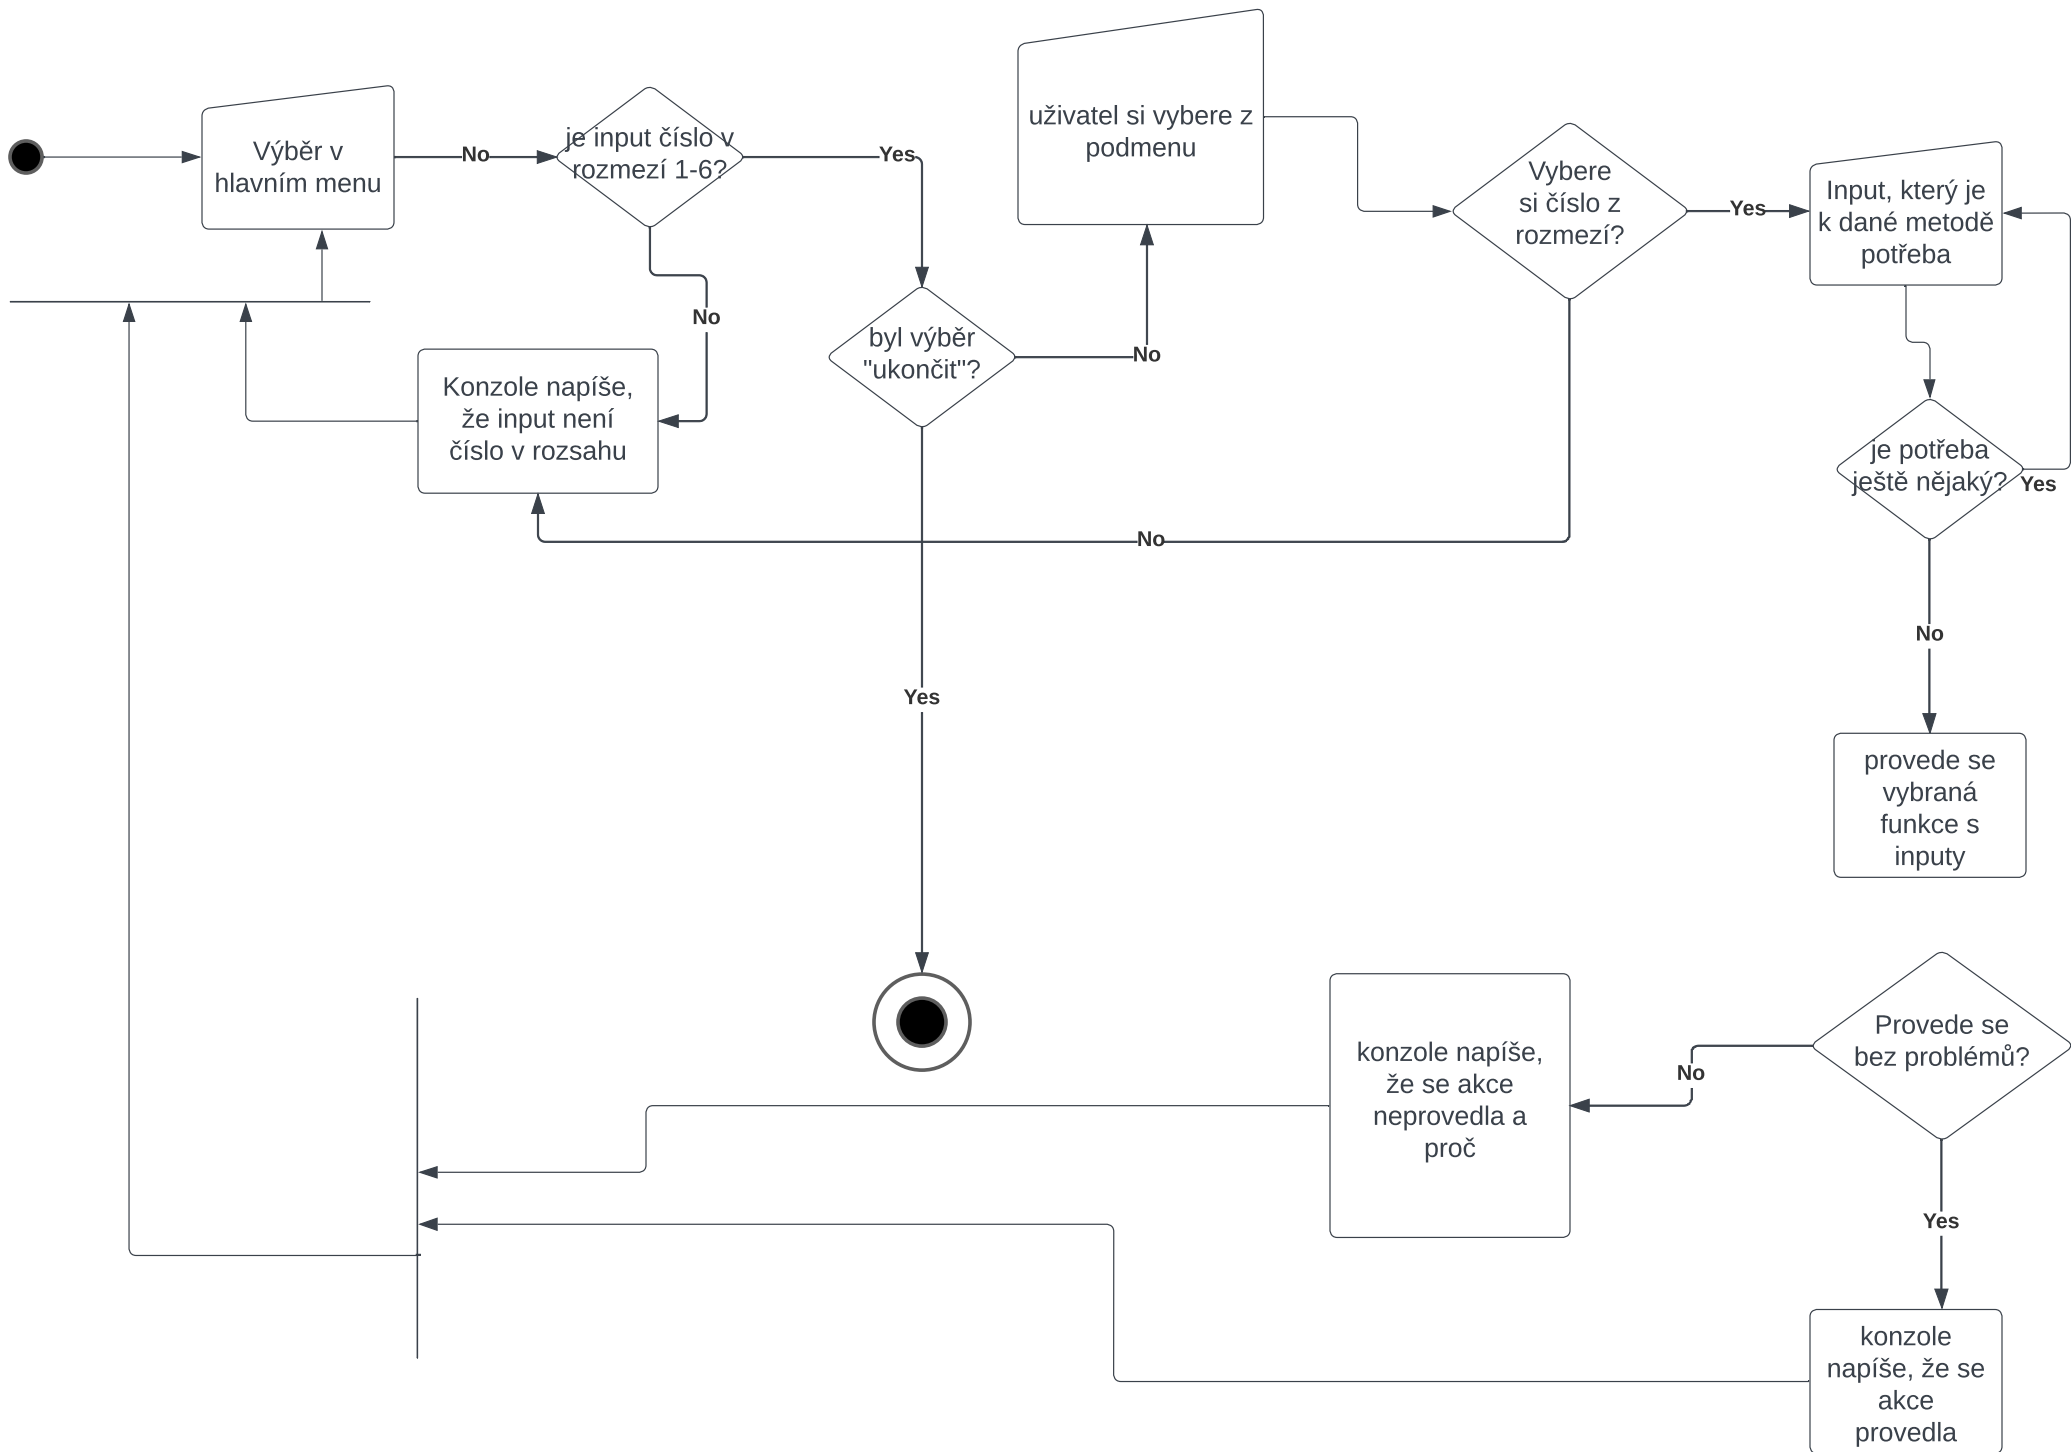 Výběr v
hlavním menu
No
je input číslo v
rozmezí 1-6?
Yes
No
Konzole napíše,
že input není
číslo v rozsahu
byl výběr
"ukončit"?
No
Yes
uživatel si vybere z
podmenu
Vybere
si číslo z
rozmezí?
Yes
No
Input, který je
k dané metodě
potřeba
je potřeba
ještě nějaký?
Yes
No
provede se
vybraná
funkce s
inputy
Provede se
bez problémů?
No
konzole napíše,
že se akce
neprovedla a
proč
Yes
konzole
napíše, že se
akce
provedla